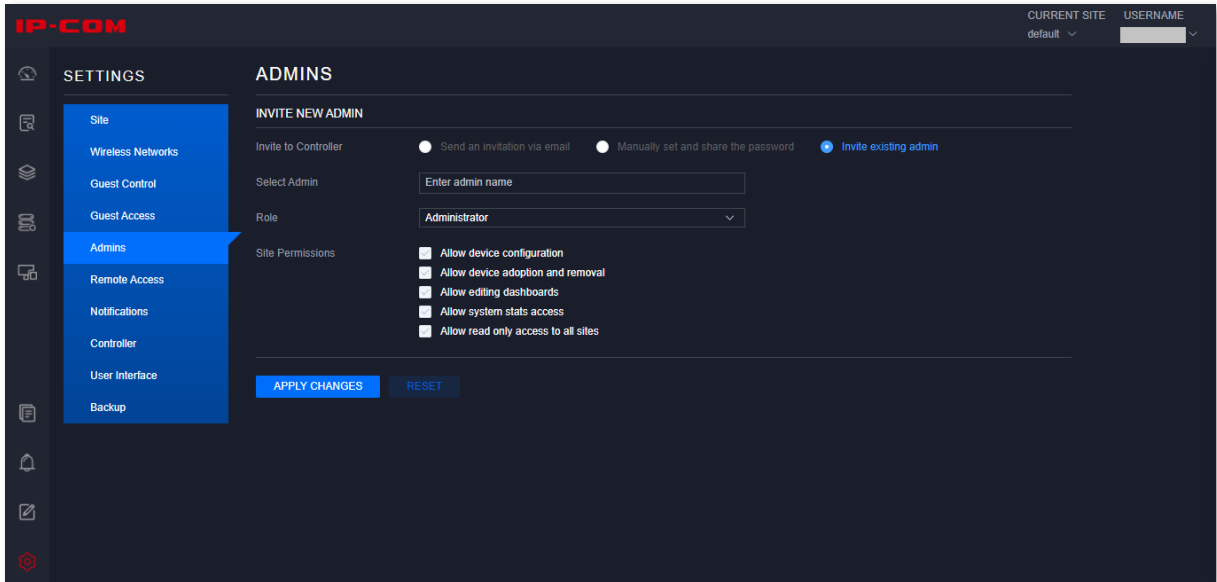 IP-COM
CURRENT SITE USERNAME
default
SETTINGS
Site
Wireless Networks
Guest Control
Guest Access
Admins
Remote Access
Notifications
Controller
User Interface
Backup
ADMINS
INVITE NEW ADMIN
Invite to Controller Send an invitation via email Manually set and share the password Invite existing admin
Select Admin Enter admin name
Role Administrator
Site Permissions Allow device configuration
Allow device adoption and removal
Allow editing dashboards
Allow system stats access
Allow read only access to all sites
APPLY CHANGES RESET